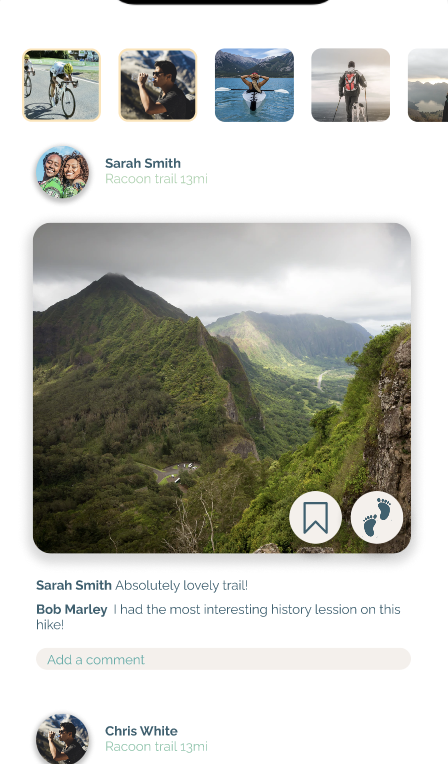 Sarah Smith
Racoon trail 13mi
Sarah Smith Absolutely lovely trail!
Bob Marley I had the most interesting history lession on this
hike!
Add a comment
Chris White
Racoon trail 13mi